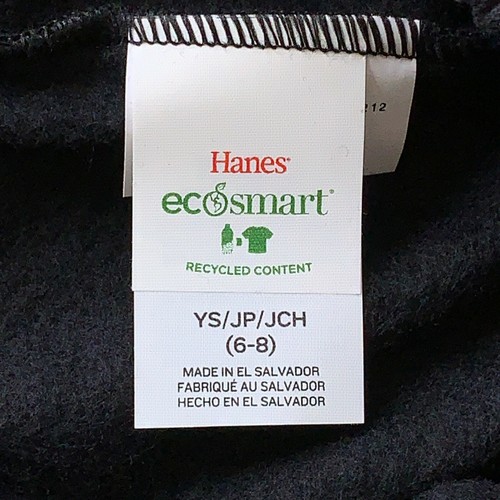 212
Hanes
ecosmart
RECYCLED CONTENT
YS/JP/JCH
(6-8)
MADE IN EL SALVADOR
FABRIQUÉ AU SALVADOR
HECHO EN EL SALVADOR